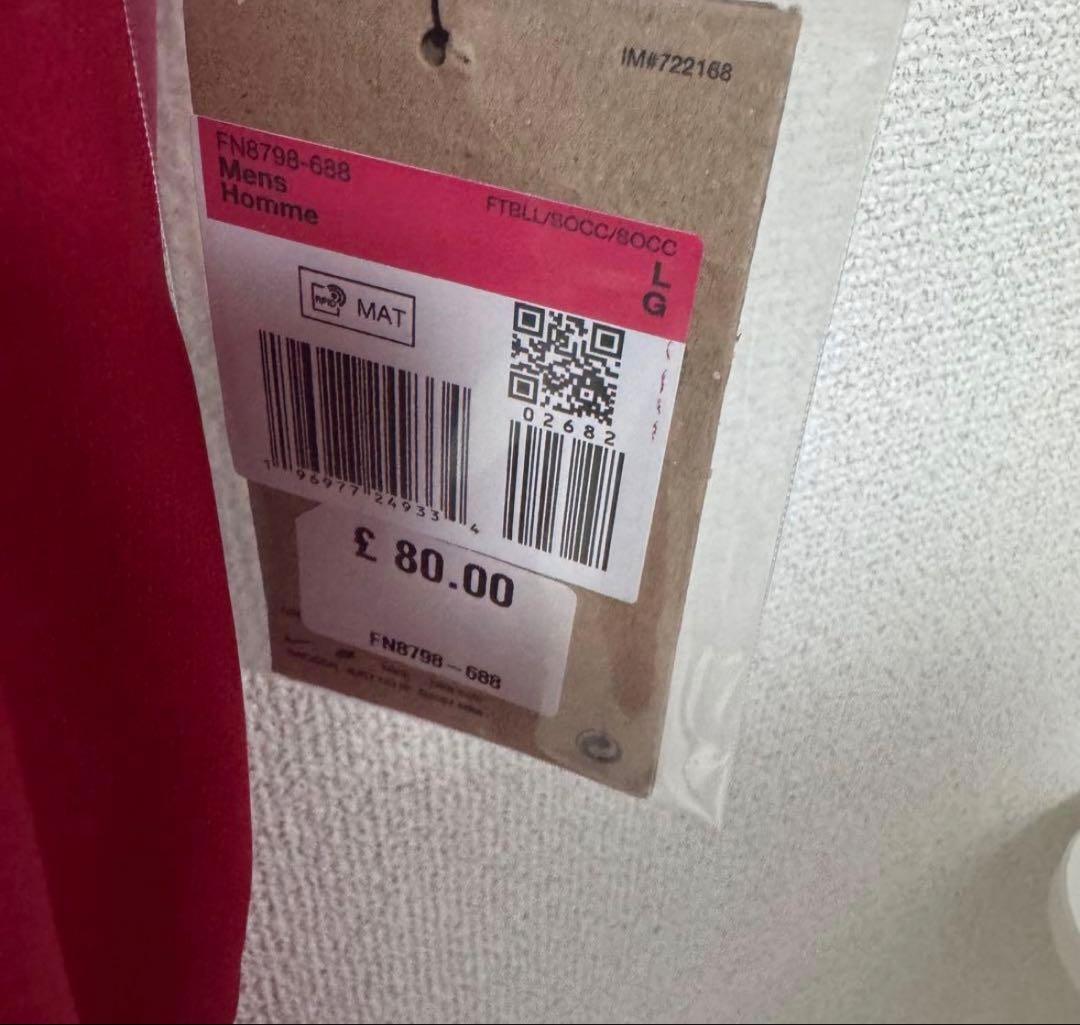 IM#722168
FN8798-688
Mens
Homme
FTBLL/SOCC/SOCC
L
G
RFID MAT
02682
1 96977 24933 4
£ 80.00
FN8798-688